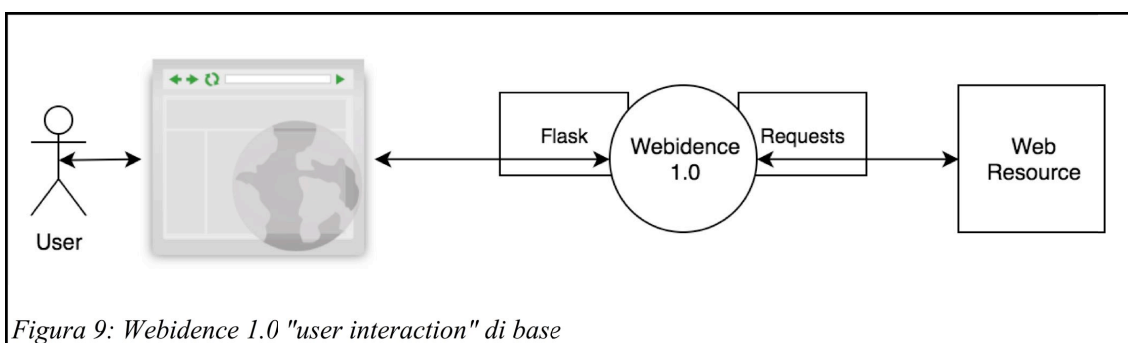 User
Flask
Webidence
1.0
Requests
Web
Resource
Figura 9: Webidence 1.0 "user interaction" di base